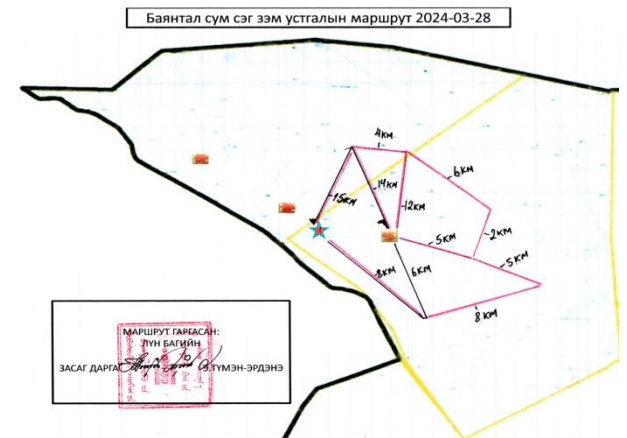 Баянтал сум сэг зэм устгалын маршрут 2024-03-28
4км
-15км
-14км
-12км
-6км
-2км
-5км
-5км
-8км
6км
8км
МАРШРУТ ГАРГАСАН:
ЛҮН БАГИЙН
ЗАСАГ ДАРГА
Э.ТҮМЭН-ЭРДЭНЭ